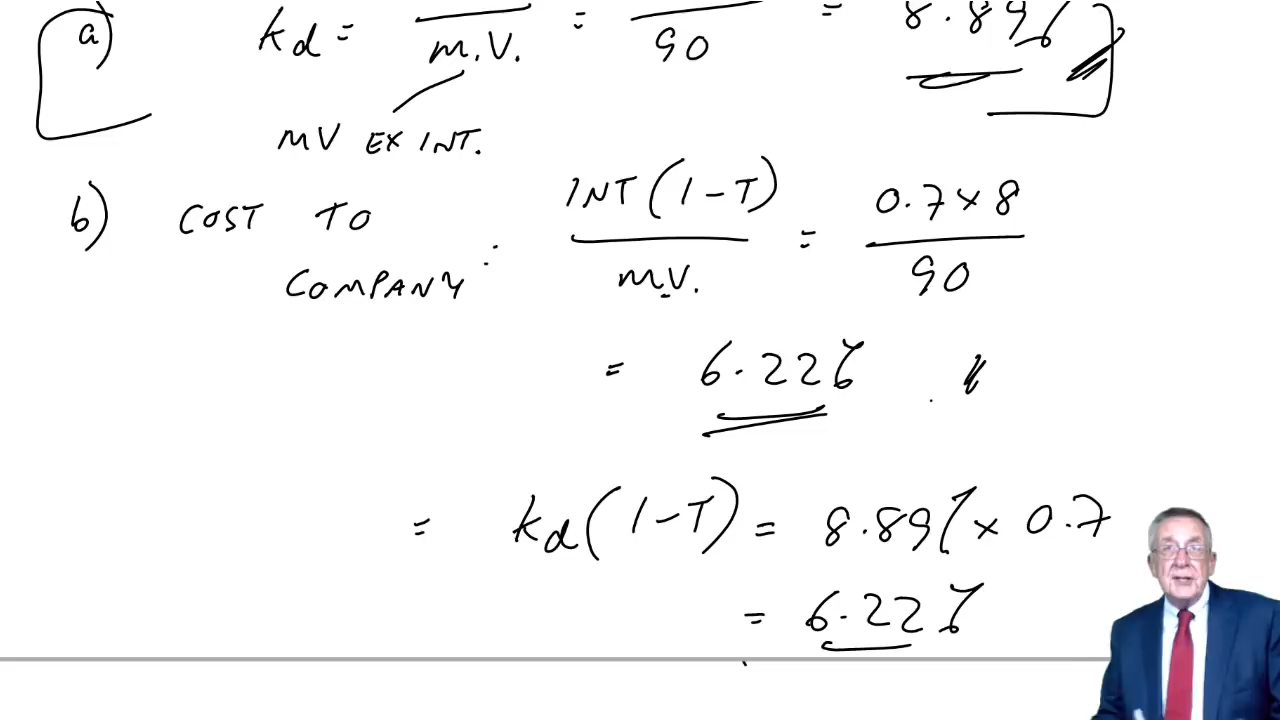 a) kd = —— / M.V. = —— / 90 = 8.89%
MV EX INT.
b) COST TO COMPANY : INT(1-T) / M.V. = 0.7 x 8 / 90
= 6.22%
= kd(1-T) = 8.89% x 0.7
= 6.22%